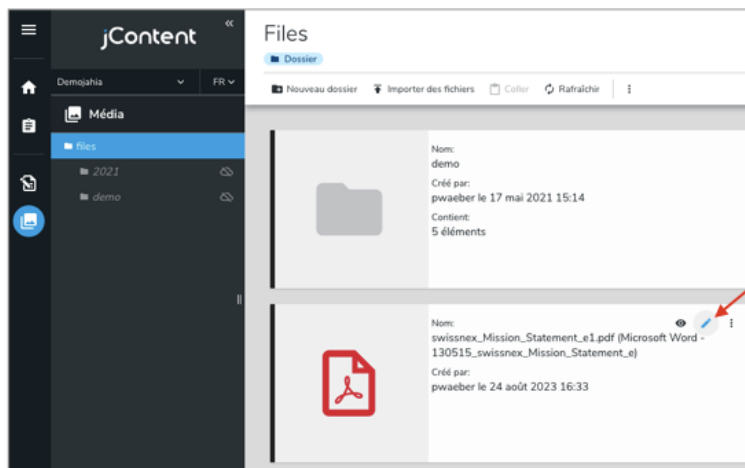 jContent
«
Demojahia
FR
Média
files
2021
demo
Files
Dossier
Nouveau dossier
Importer des fichiers
Coller
Rafraîchir
Nom:
demo
Créé par:
pwaeber le 17 mai 2021 15:14
Contient:
5 éléments
Nom:
swissnex_Mission_Statement_e1.pdf (Microsoft Word -
130515_swissnex_Mission_Statement_e)
Créé par:
pwaeber le 24 août 2023 16:33